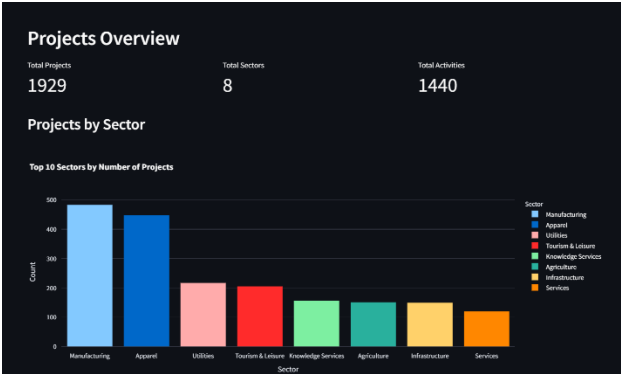 Projects Overview
Total Projects
Total Sectors
Total Activities
1929
8
1440
Projects by Sector
Top 10 Sectors by Number of Projects
500
400
300
200
100
0
Count
Manufacturing
Apparel
Utilities
Tourism & Leisure
Knowledge Services
Agriculture
Infrastructure
Services
Sector
Sector
Manufacturing
Apparel
Utilities
Tourism & Leisure
Knowledge Services
Agriculture
Infrastructure
Services